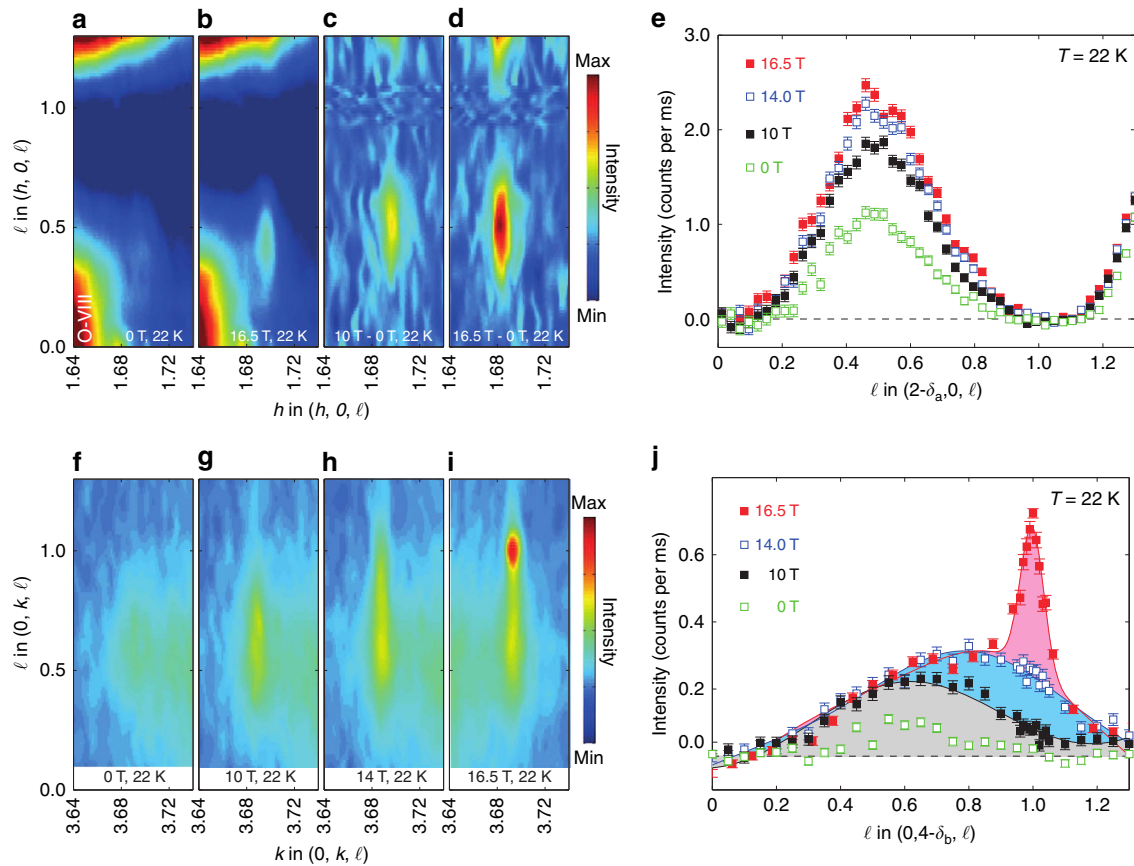 a b c d e
ℓ in (h, 0, ℓ)
1.0
0.5
0.0
O-VIII
0 T, 22 K
16.5 T, 22 K
10 T - 0 T, 22 K
16.5 T - 0 T, 22 K
1.64 1.68 1.72 1.64 1.68 1.72 1.64 1.68 1.72 1.64 1.68 1.72
h in (h, 0, ℓ)
Max
Intensity
Min
T = 22 K
16.5 T
14.0 T
10 T
0 T
Intensity (counts per ms)
3.0
2.0
1.0
0.0
0 0.2 0.4 0.6 0.8 1.0 1.2
ℓ in (2-δa,0, ℓ)
f g h i j
ℓ in (0, k, ℓ)
1.0
0.5
0.0
0 T, 22 K
10 T, 22 K
14 T, 22 K
16.5 T, 22 K
3.64 3.68 3.72 3.64 3.68 3.72 3.64 3.68 3.72 3.64 3.68 3.72
k in (0, k, ℓ)
Max
Intensity
Min
T = 22 K
16.5 T
14.0 T
10 T
0 T
Intensity (counts per ms)
0.6
0.4
0.2
0.0
0 0.2 0.4 0.6 0.8 1.0 1.2
ℓ in (0,4-δb, ℓ)